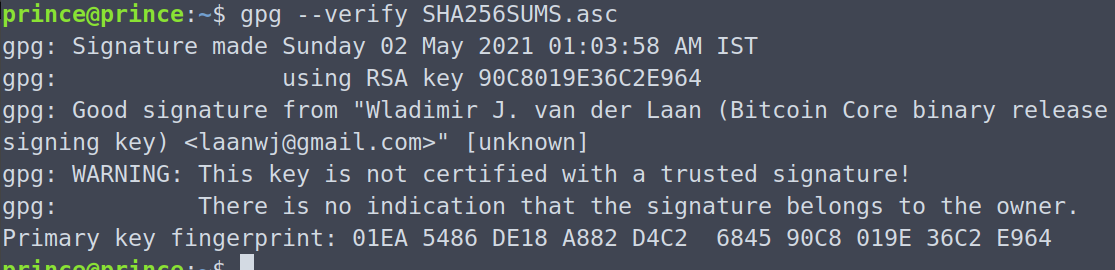 prince@prince:~$ gpg --verify SHA256SUMS.asc
gpg: Signature made Sunday 02 May 2021 01:03:58 AM IST
gpg:                using RSA key 90C8019E36C2E964
gpg: Good signature from "Wladimir J. van der Laan (Bitcoin Core binary release
signing key) <laanwj@gmail.com>" [unknown]
gpg: WARNING: This key is not certified with a trusted signature!
gpg:          There is no indication that the signature belongs to the owner.
Primary key fingerprint: 01EA 5486 DE18 A882 D4C2  6845 90C8 019E 36C2 E964
prince@prince:~$